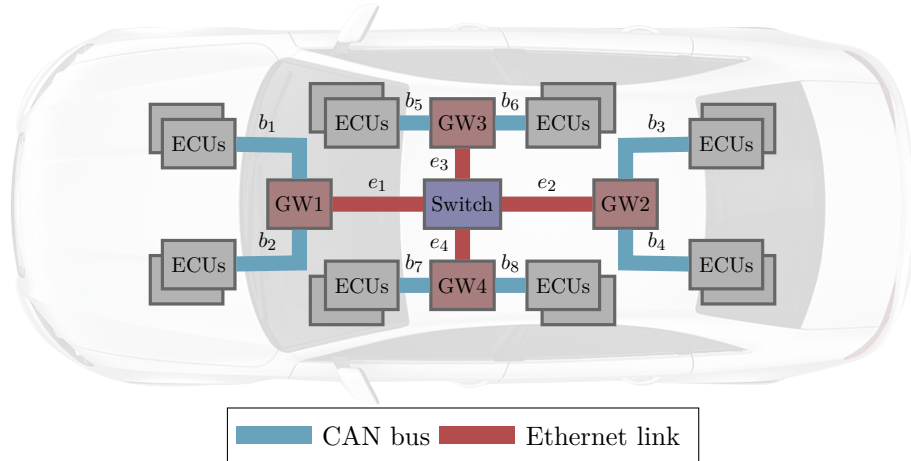 b₅ b₆
ECUs GW3 ECUs
b₁ b₃
ECUs ECUs
e₃
e₁ e₂
GW1 Switch GW2
e₄
b₂ b₄
ECUs b₇ b₈ ECUs
ECUs GW4 ECUs
CAN bus Ethernet link